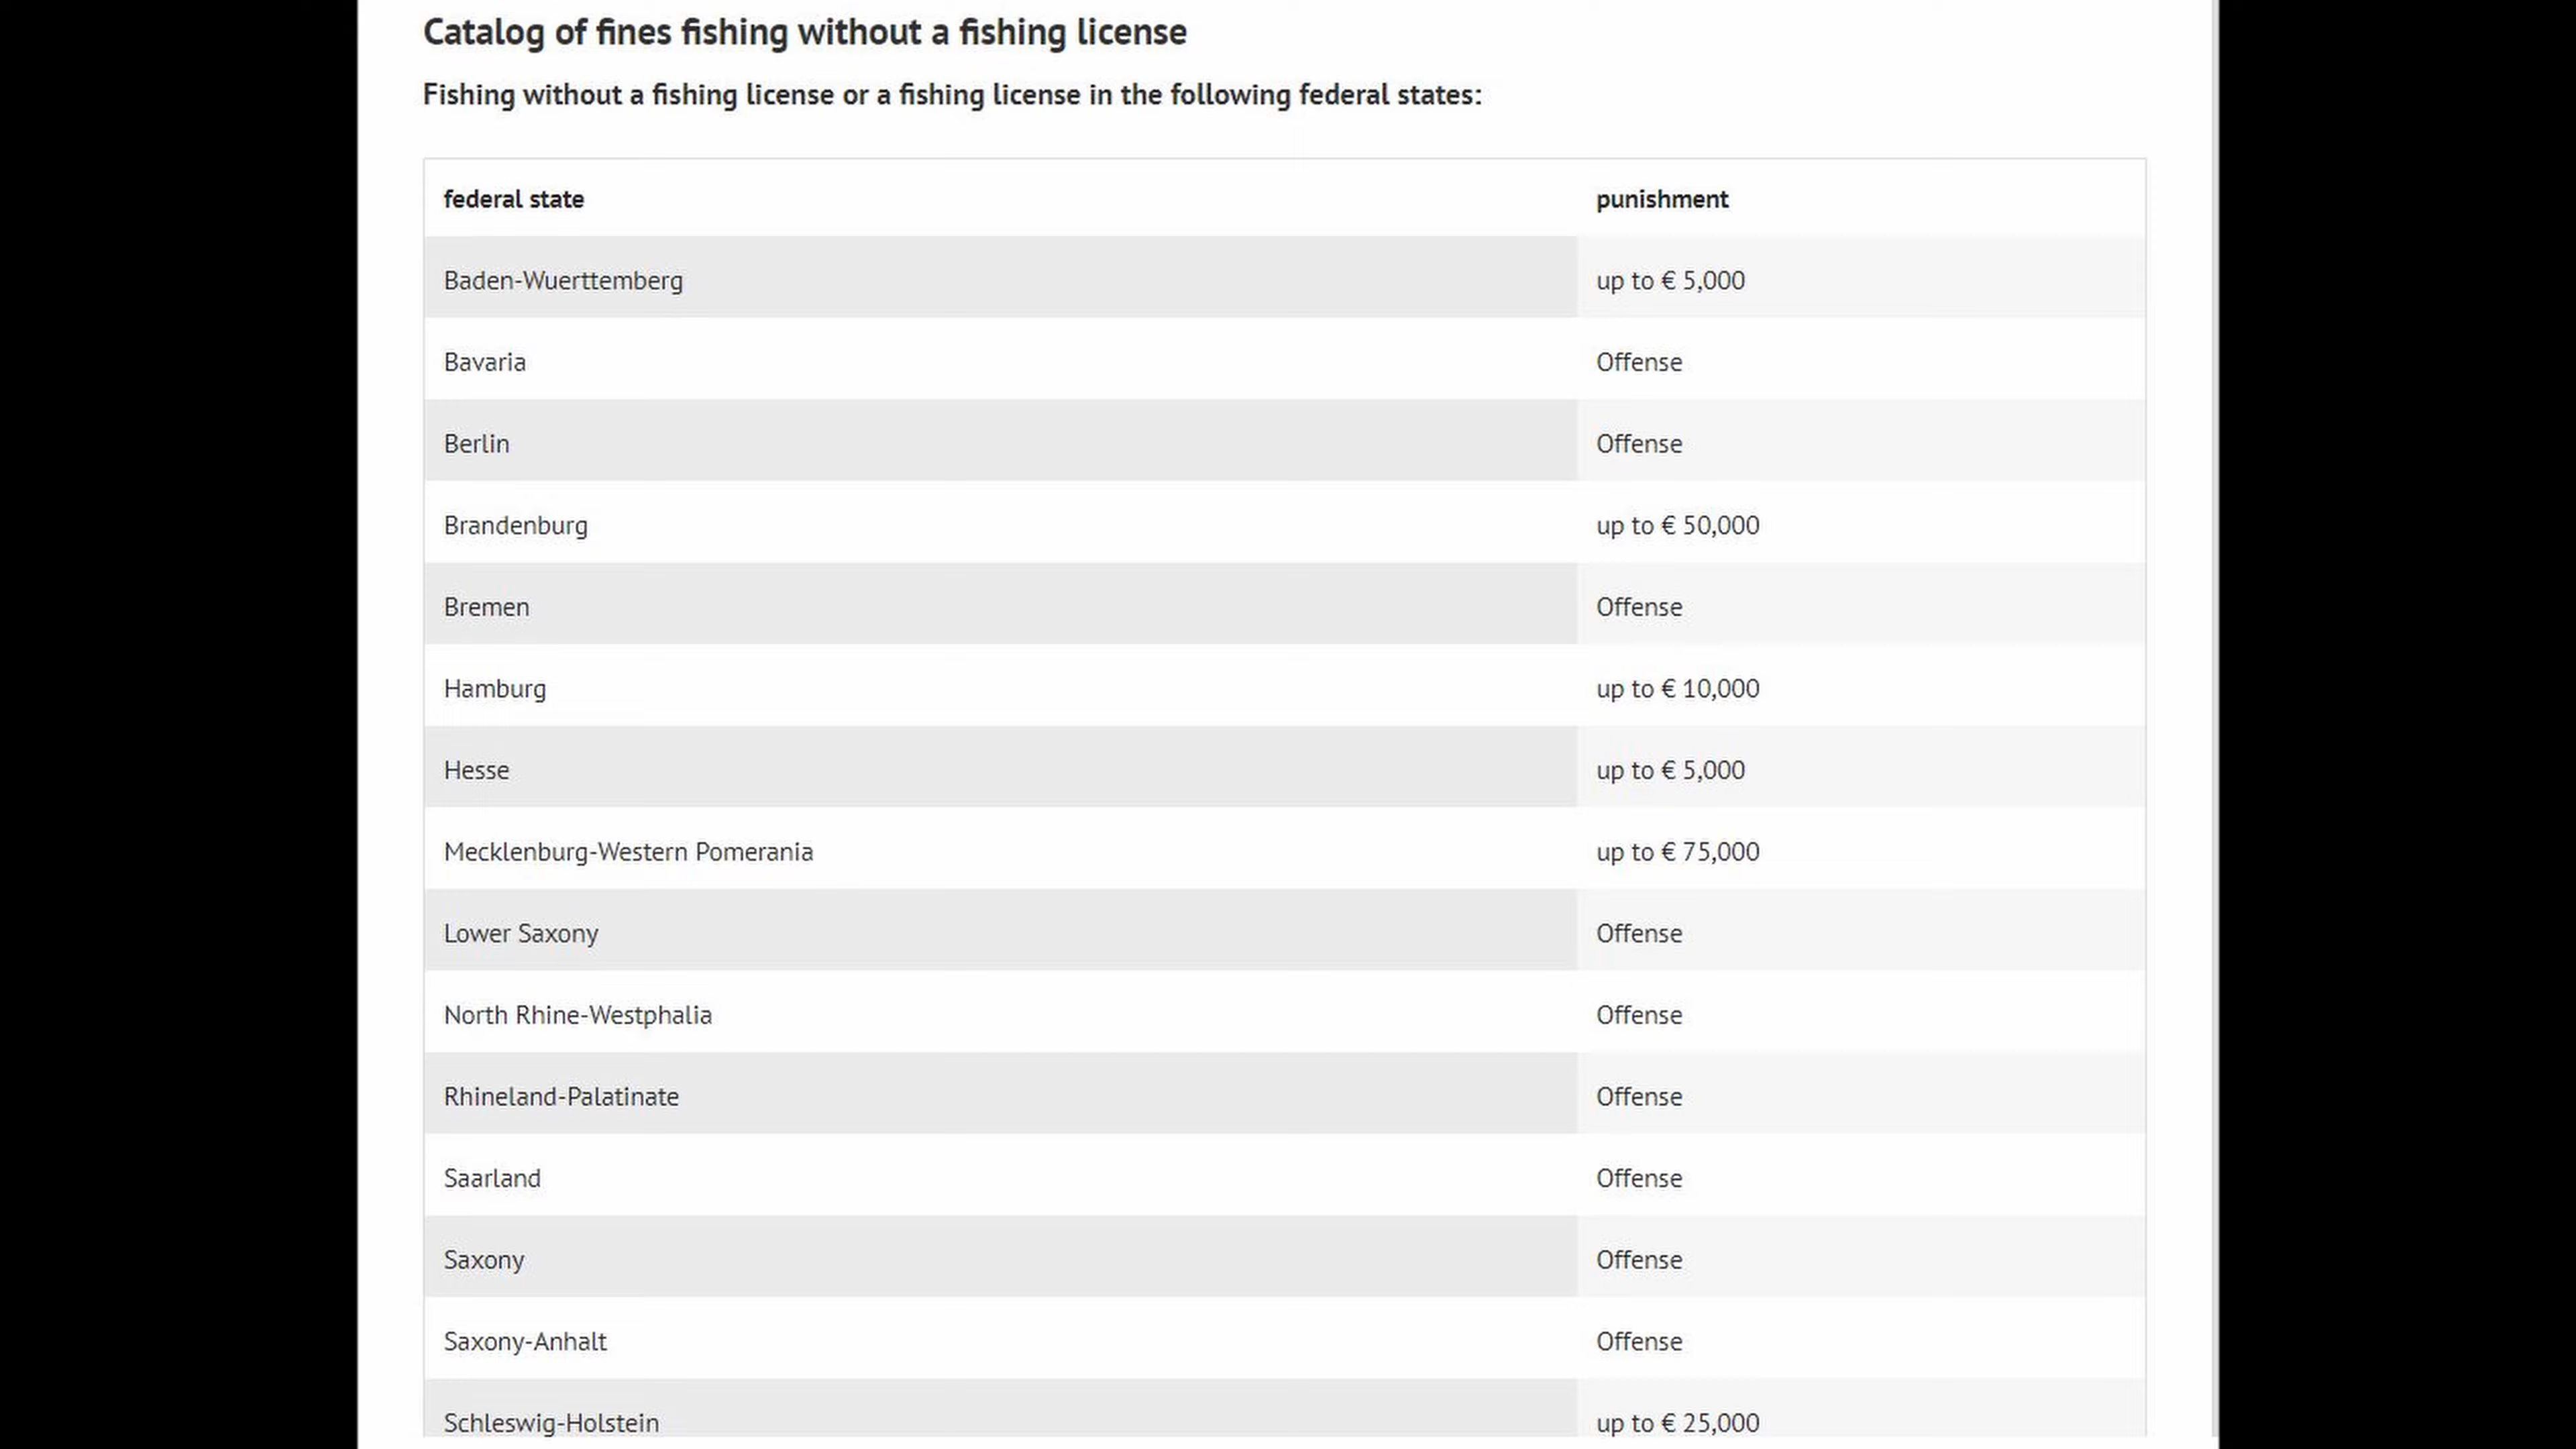 Catalog of fines fishing without a fishing license
Fishing without a fishing license or a fishing license in the following federal states:
federal state punishment
Baden-Wuerttemberg up to € 5,000
Bavaria Offense
Berlin Offense
Brandenburg up to € 50,000
Bremen Offense
Hamburg up to € 10,000
Hesse up to € 5,000
Mecklenburg-Western Pomerania up to € 75,000
Lower Saxony Offense
North Rhine-Westphalia Offense
Rhineland-Palatinate Offense
Saarland Offense
Saxony Offense
Saxony-Anhalt Offense
Schleswig-Holstein up to € 25,000